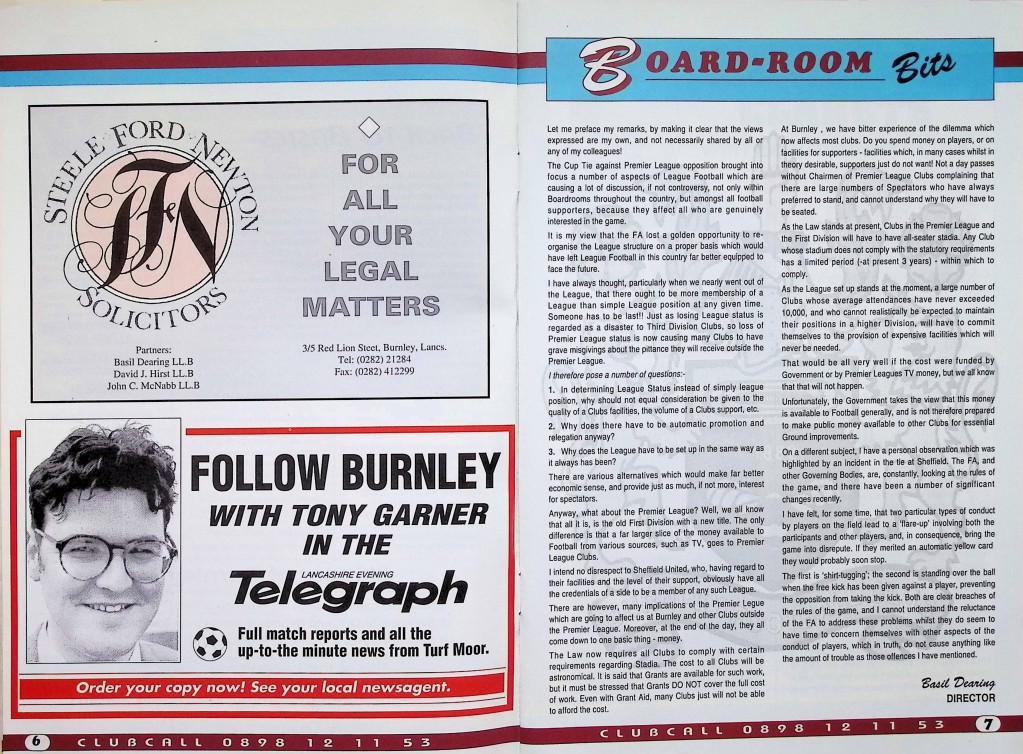 STEELE FORD NEWTON
SFN
SOLICITORS
Partners:
Basil Dearing LL.B
David J. Hirst LL.B
John C. McNabb LL.B
FOR
ALL
YOUR
LEGAL
MATTERS
3/5 Red Lion Steet, Burnley, Lancs.
Tel: (0282) 21284
Fax: (0282) 412299
FOLLOW BURNLEY
WITH TONY GARNER
IN THE
LANCASHIRE EVENING
Telegraph
Full match reports and all the
up-to-the minute news from Turf Moor.
Order your copy now! See your local newsagent.
6 CLUBCALL 0898 12 11 53
BOARD-ROOM Bits
Let me preface my remarks, by making it clear that the views
expressed are my own, and not necessarily shared by all or
any of my colleagues!
The Cup Tie against Premier League opposition brought into
focus a number of aspects of League Football which are
causing a lot of discussion, if not controversy, not only within
Boardrooms throughout the country, but amongst all football
supporters, because they affect all who are genuinely
interested in the game.
It is my view that the FA lost a golden opportunity to re-
organise the League structure on a proper basis which would
have left League Football in this country far better equipped to
face the future.
I have always thought, particularly when we nearly went out of
the League, that there ought to be more membership of a
League than simple League position at any given time.
Someone has to be last!! Just as losing League status is
regarded as a disaster to Third Division Clubs, so loss of
Premier League status is now causing many Clubs to have
grave misgivings about the pittance they will receive outside the
Premier League.
I therefore pose a number of questions:-
1. In determining League Status instead of simply league
position, why should not equal consideration be given to the
quality of a Clubs facilities, the volume of a Clubs support, etc.
2. Why does there have to be automatic promotion and
relegation anyway?
3. Why does the League have to be set up in the same way as
it always has been?
There are various alternatives which would make far better
economic sense, and provide just as much, if not more, interest
for spectators.
Anyway, what about the Premier League? Well, we all know
that all it is, is the old First Division with a new title. The only
difference is that a far larger slice of the money available to
Football from various sources, such as TV, goes to Premier
League Clubs.
I intend no disrespect to Sheffield United, who, having regard to
their facilities and the level of their support, obviously have all
the credentials of a side to be a member of any such League.
There are however, many implications of the Premier Legue
which are going to affect us at Burnley and other Clubs outside
the Premier League. Moreover, at the end of the day, they all
come down to one basic thing - money.
The Law now requires all Clubs to comply with certain
requirements regarding Stadia. The cost to all Clubs will be
astronomical. It is said that Grants are available for such work,
but it must be stressed that Grants DO NOT cover the full cost
of work. Even with Grant Aid, many Clubs just will not be able
to afford the cost.
At Burnley , we have bitter experience of the dilemma which
now affects most clubs. Do you spend money on players, or on
facilities for supporters - facilities which, in many cases whilst in
theory desirable, supporters just do not want! Not a day passes
without Chairmen of Premier League Clubs complaining that
there are large numbers of Spectators who have always
preferred to stand, and cannot understand why they will have to
be seated.
As the Law stands at present, Clubs in the Premier League and
the First Division will have to have all-seater stadia. Any Club
whose stadium does not comply with the statutory requirements
has a limited period (-at present 3 years) - within which to
comply.
As the League set up stands at the moment, a large number of
Clubs whose average attendances have never exceeded
10,000, and who cannot realistically be expected to maintain
their positions in a higher Division, will have to commit
themselves to the provision of expensive facilities which will
never be needed.
That would be all very well if the cost were funded by
Government or by Premier Leagues TV money, but we all know
that that will not happen.
Unfortunately, the Government takes the view that this money
is available to Football generally, and is not therefore prepared
to make public money available to other Clubs for essential
Ground improvements.
On a different subject, I have a personal observation which was
highlighted by an incident in the tie at Sheffield. The FA, and
other Governing Bodies, are, constantly, looking at the rules of
the game, and there have been a number of significant
changes recently.
I have felt, for some time, that two particular types of conduct
by players on the field lead to a 'flare-up' involving both the
participants and other players, and, in consequence, bring the
game into disrepute. If they merited an automatic yellow card
they would probably soon stop.
The first is 'shirt-tugging'; the second is standing over the ball
when the free kick has been given against a player, preventing
the opposition from taking the kick. Both are clear breaches of
the rules of the game, and I cannot understand the reluctance
of the FA to address these problems whilst they do seem to
have time to concern themselves with other aspects of the
conduct of players, which in truth, do not cause anything like
the amount of trouble as those offences I have mentioned.
Basil Dearing
DIRECTOR
CLUBCALL 0898 12 11 53 7